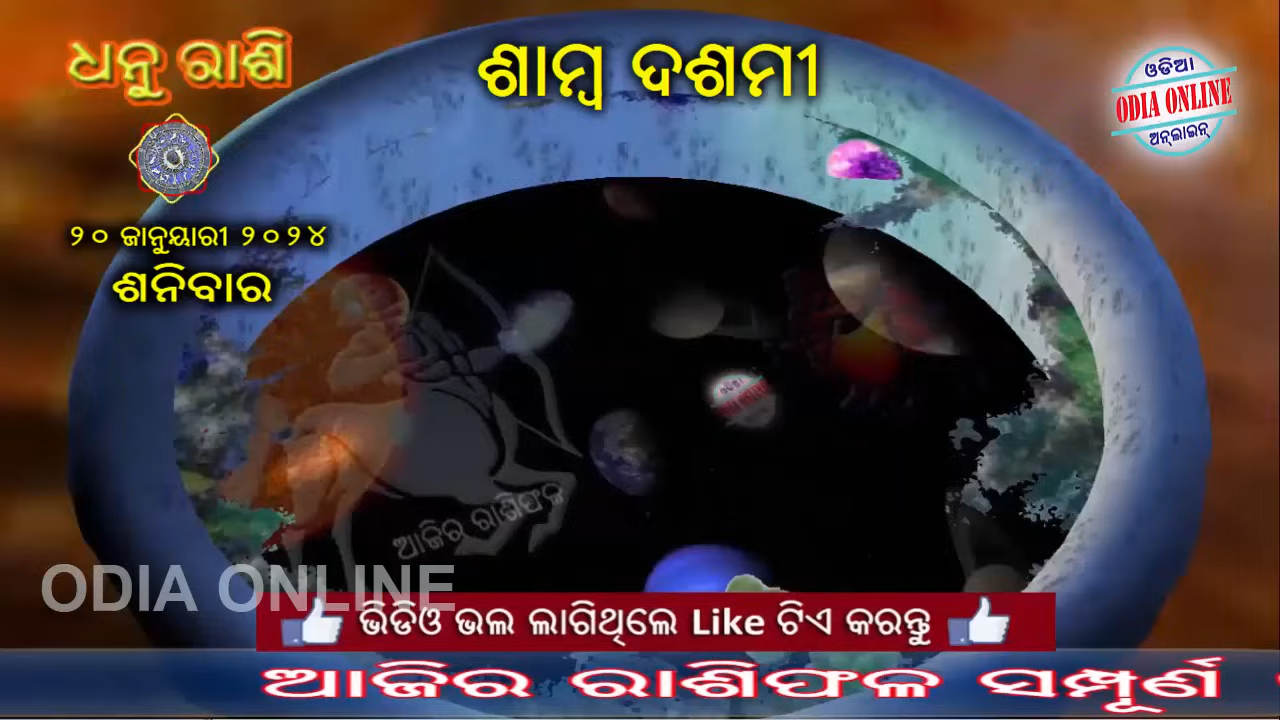 ଧନୁ ରାଶି
ଶାମ୍ବ ଦଶମୀ
ଓଡିଆ
ODIA ONLINE
ଅନ୍‌ଲାଇନ୍
୨୦ ଜାନୁୟାରୀ ୨୦୨୪
ଶନିବାର
ଆଜିର ରାଶିଫଳ
ODIA ONLINE
ଭିଡିଓ ଭଲ ଲାଗିଥିଲେ Like ଟିଏ କରନ୍ତୁ
ଆଜିର ରାଶିଫଳ ସମ୍ପୂର୍ଣ